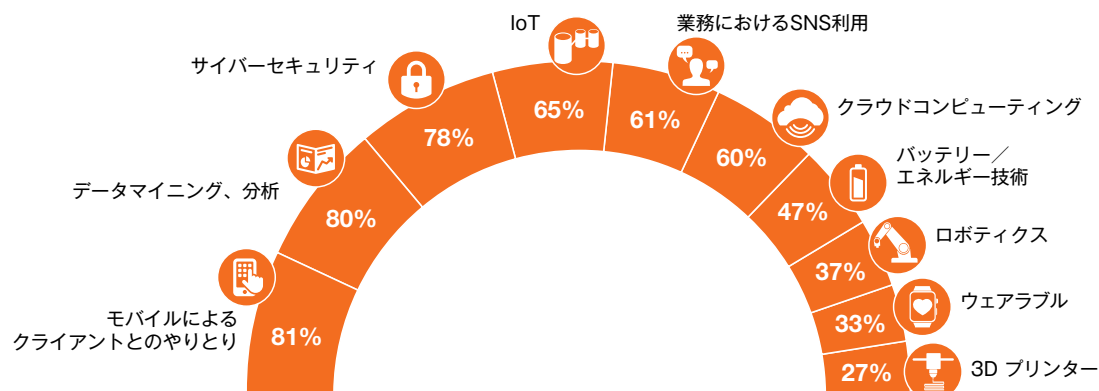 モバイルによる
クライアントとのやりとり
81%
データマイニング、分析
80%
サイバーセキュリティ
78%
IoT
65%
業務におけるSNS利用
61%
クラウドコンピューティング
60%
バッテリー／
エネルギー技術
47%
ロボティクス
37%
ウェアラブル
33%
3D プリンター
27%